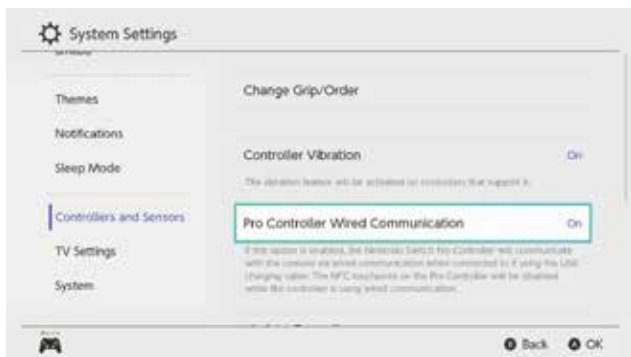 System Settings
Themes
Notifications
Sleep Mode
Controllers and Sensors
TV Settings
System
Change Grip/Order
Controller Vibration On
The vibration feature will be activated on controllers that support it.
Pro Controller Wired Communication On
If this option is enabled, the Nintendo Switch Pro Controller will communicate
with the console via wired communication when connected to it using the USB
charging cable. The NFC touchpoint on the Pro Controller will be disabled
while the controller is using wired communication.
Back
OK